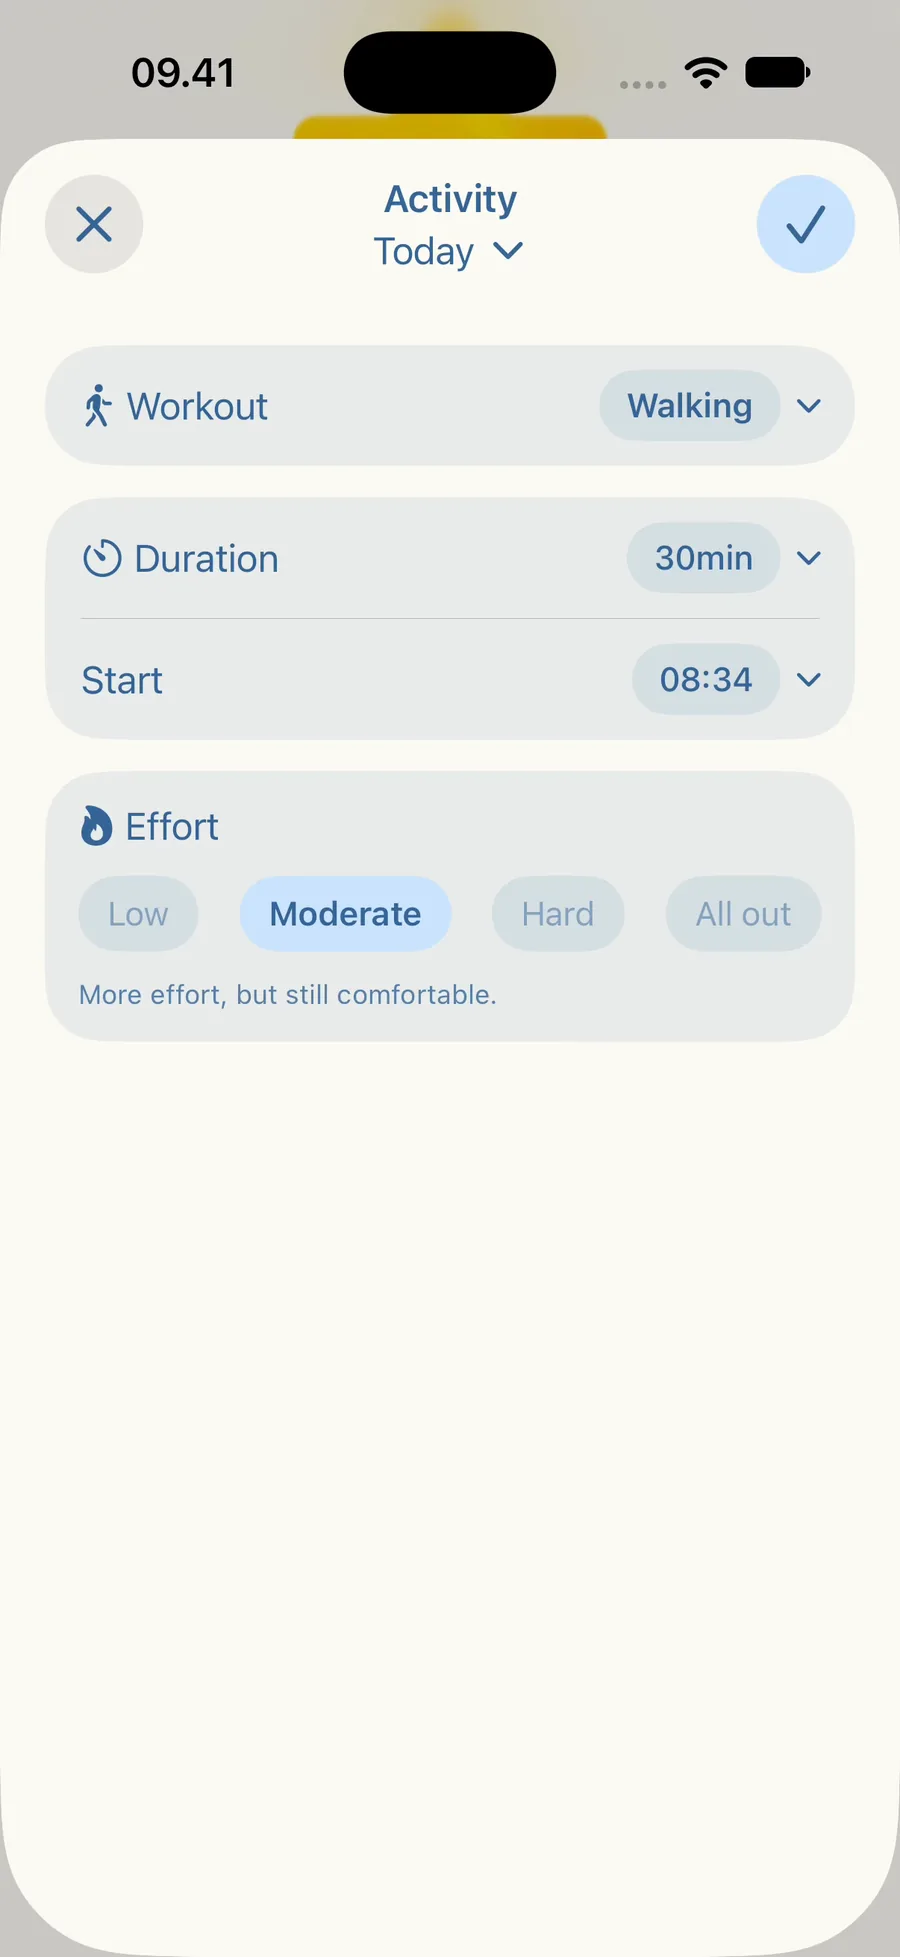 09.41
Activity
Today
Workout
Walking
Duration
30min
Start
08:34
Effort
Low
Moderate
Hard
All out
More effort, but still comfortable.